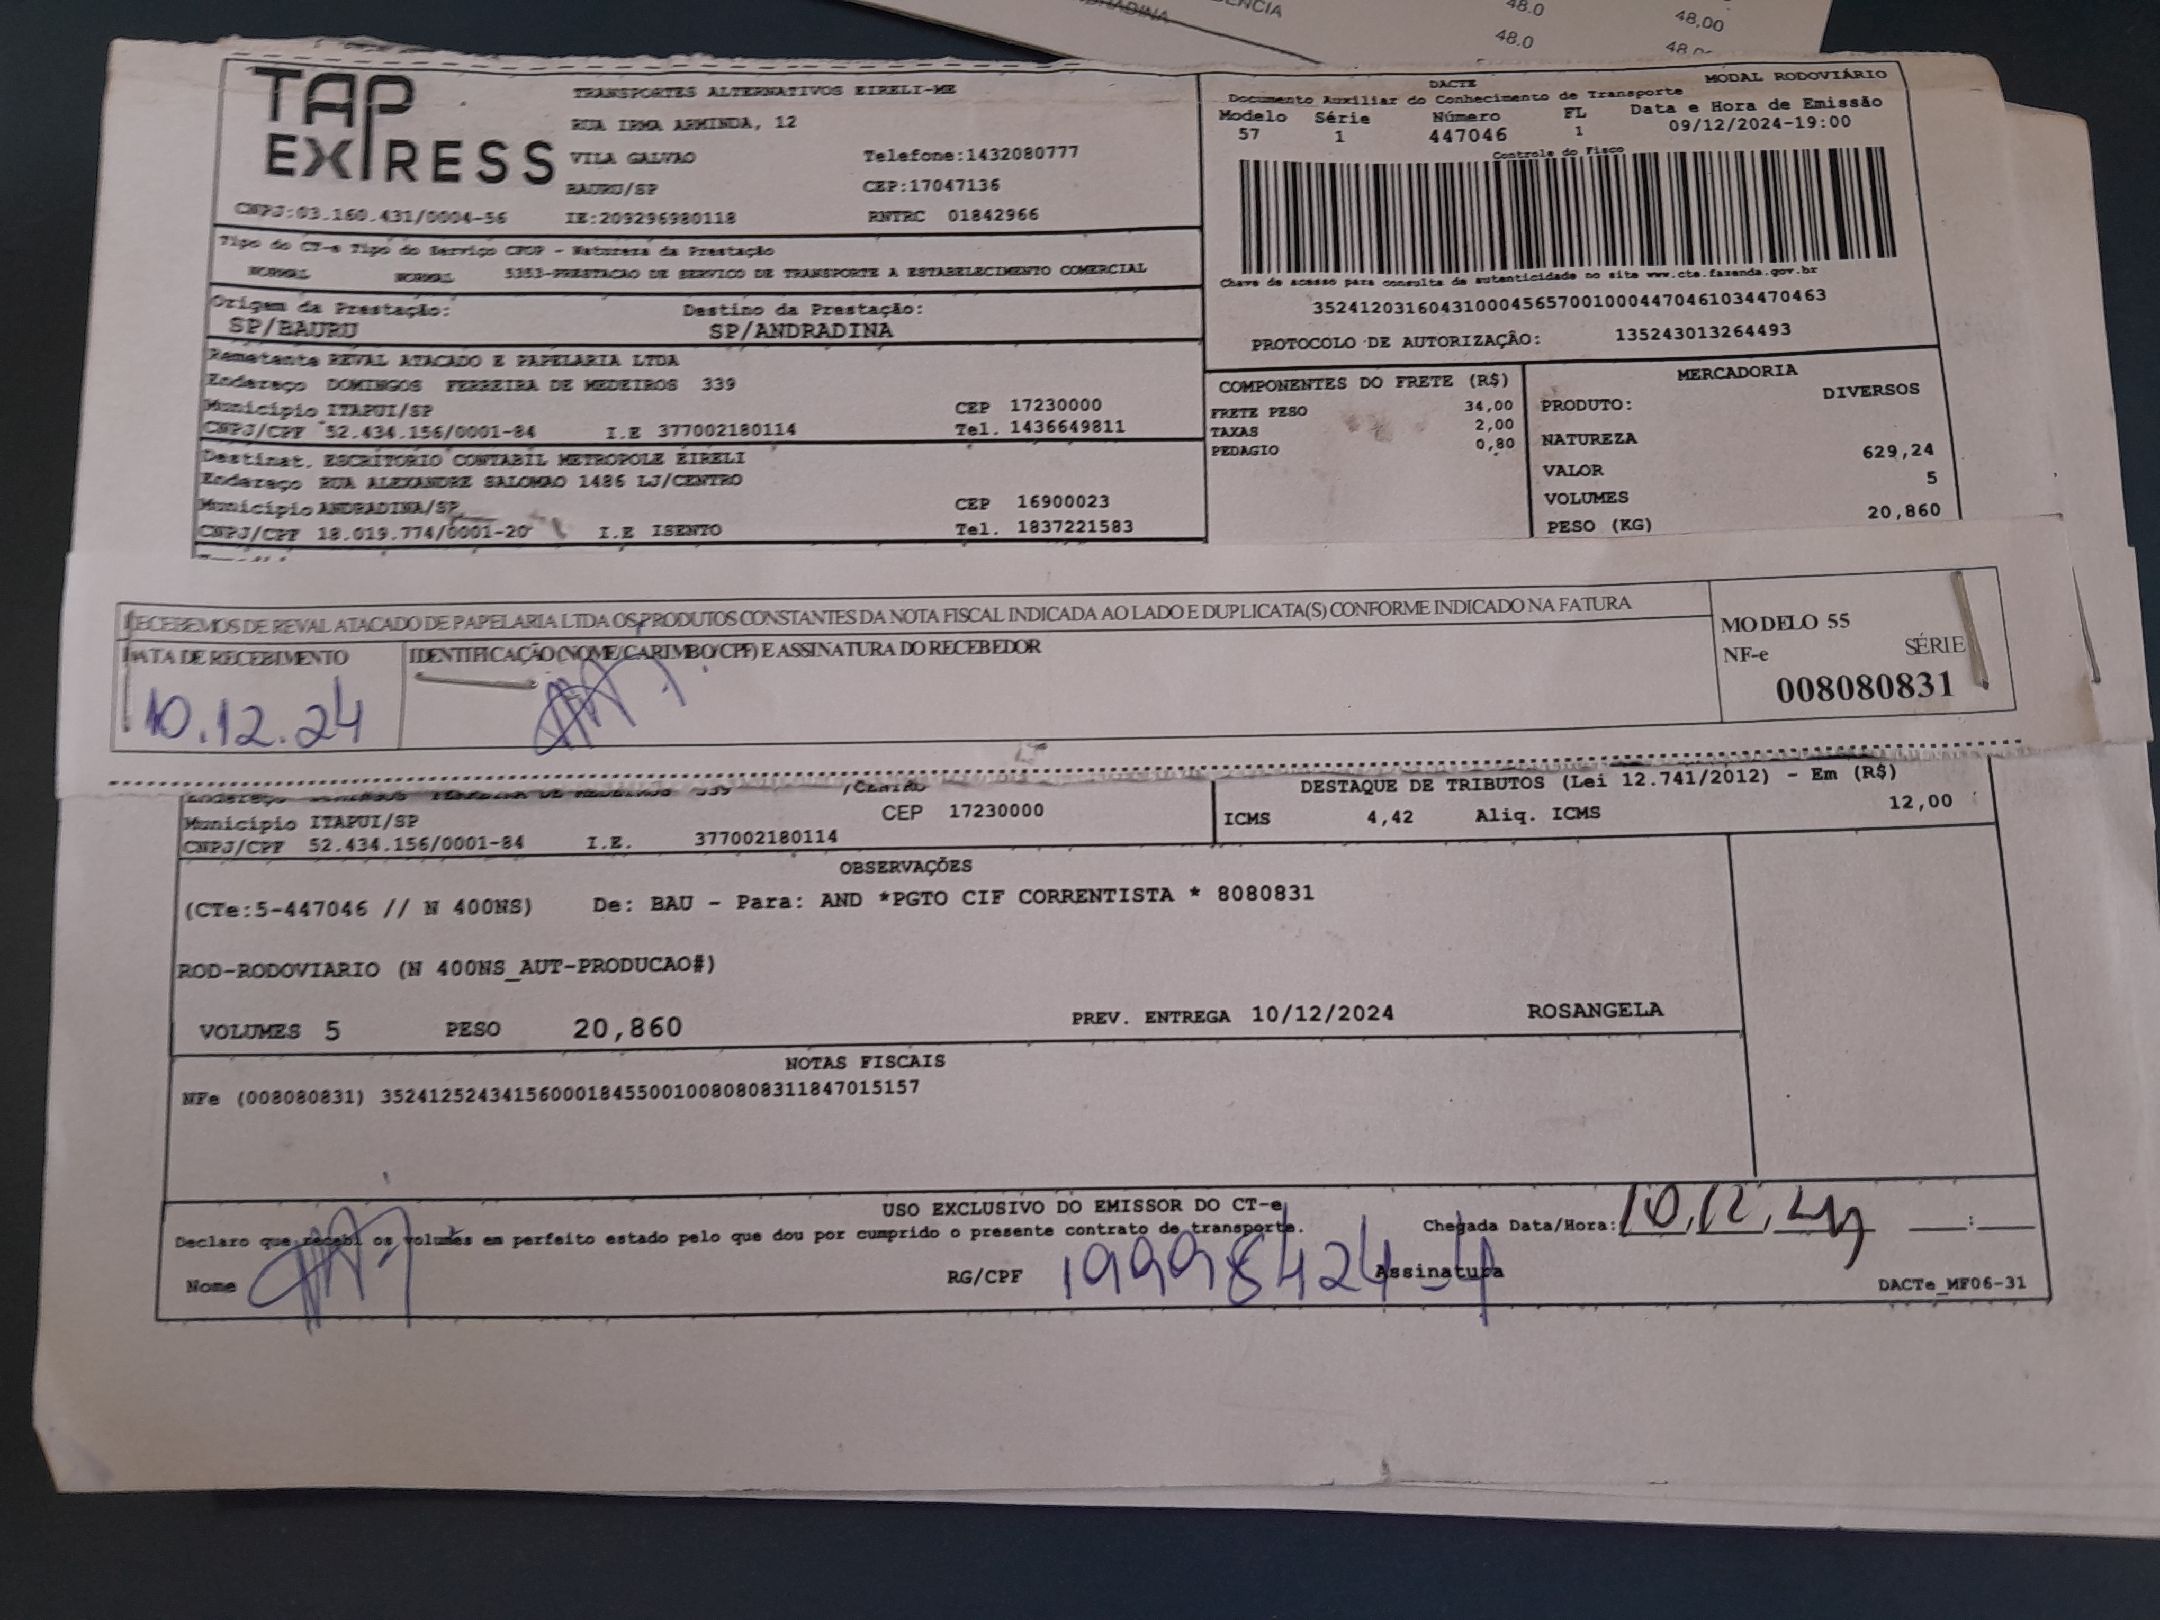 48.0 48,00
48.0
TAP EXPRESS
TRANSPORTES ALTERNATIVOS EIRELI-ME
RUA IRMA ARMINDA, 12
VILA GALVAO Telefone:1432080777
BAURU/SP CEP:17047136
CNPJ:03.160.431/0004-56 IE:209296980118 RNTRC 01842966
DACTE MODAL RODOVIÁRIO
Documento Auxiliar do Conhecimento de Transporte
Modelo Série Número FL Data e Hora de Emissão
57 1 447046 1 09/12/2024-19:00
Controle do Fisco
Chave de acesso para consulta de autenticidade no site www.cte.fazenda.gov.br
35241203160431000456570010004470461034470463
PROTOCOLO DE AUTORIZAÇÃO: 135243013264493
Tipo do CT-e Tipo do Serviço CFOP - Natureza da Prestação
NORMAL NORMAL 5353-PRESTACAO DE SERVICO DE TRANSPORTE A ESTABELECIMENTO COMERCIAL
Origem da Prestação: Destino da Prestação:
SP/BAURU SP/ANDRADINA
Remetente REVAL ATACADO E PAPELARIA LTDA
Endereço DOMINGOS FERREIRA DE MEDEIROS 339
Município ITAPUI/SP CEP 17230000
CNPJ/CPF 52.434.156/0001-84 I.E 377002180114 Tel. 1436649811
Destinat. ESCRITORIO CONTABIL METROPOLE EIRELI
Endereço RUA ALEXANDRE SALOMAO 1486 LJ/CENTRO
Município ANDRADINA/SP CEP 16900023
CNPJ/CPF 18.019.774/0001-20 I.E ISENTO Tel. 1837221583
COMPONENTES DO FRETE (R$)
FRETE PESO 34,00
TAXAS 2,00
PEDAGIO 0,80
MERCADORIA
PRODUTO: DIVERSOS
NATUREZA
VALOR 629,24
VOLUMES 5
PESO (KG) 20,860
RECEBEMOS DE REVAL ATACADO DE PAPELARIA LTDA OS PRODUTOS CONSTANTES DA NOTA FISCAL INDICADA AO LADO E DUPLICATA(S) CONFORME INDICADO NA FATURA
DATA DE RECEBIMENTO IDENTIFICAÇÃO (NOME/CARIMBO/CPF) E ASSINATURA DO RECEBEDOR
10.12.24
MODELO 55
NF-e SÉRIE
008080831
Município ITAPUI/SP CEP 17230000
CNPJ/CPF 52.434.156/0001-84 I.E. 377002180114
DESTAQUE DE TRIBUTOS (Lei 12.741/2012) - Em (R$)
ICMS 4,42 Aliq. ICMS 12,00
OBSERVAÇÕES
(CTe:5-447046 // N 400NS) De: BAU - Para: AND *PGTO CIF CORRENTISTA * 8080831
ROD-RODOVIARIO (N 400NS_AUT-PRODUCAO#)
VOLUMES 5 PESO 20,860 PREV. ENTREGA 10/12/2024 ROSANGELA
NOTAS FISCAIS
NFe (008080831) 35241252434156000184550010080808311847015157
USO EXCLUSIVO DO EMISSOR DO CT-e
Declaro que recebi os volumes em perfeito estado pelo que dou por cumprido o presente contrato de transporte. Chegada Data/Hora: 10.12.24 __:__
Nome RG/CPF 19998424-4 Assinatura DACTe_MF06-31